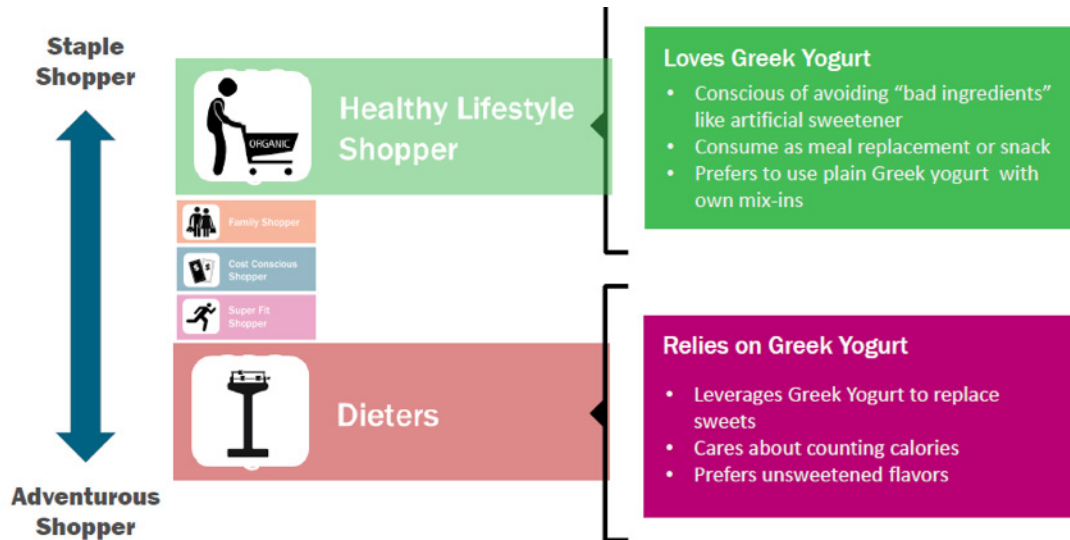 Staple
Shopper
Adventurous
Shopper
ORGANIC
Healthy Lifestyle
Shopper
Family Shopper
Cost Conscious
Shopper
Super Fit
Shopper
Dieters
Loves Greek Yogurt
• Conscious of avoiding “bad ingredients”
like artificial sweetener
• Consume as meal replacement or snack
• Prefers to use plain Greek yogurt with
own mix-ins
Relies on Greek Yogurt
• Leverages Greek Yogurt to replace
sweets
• Cares about counting calories
• Prefers unsweetened flavors